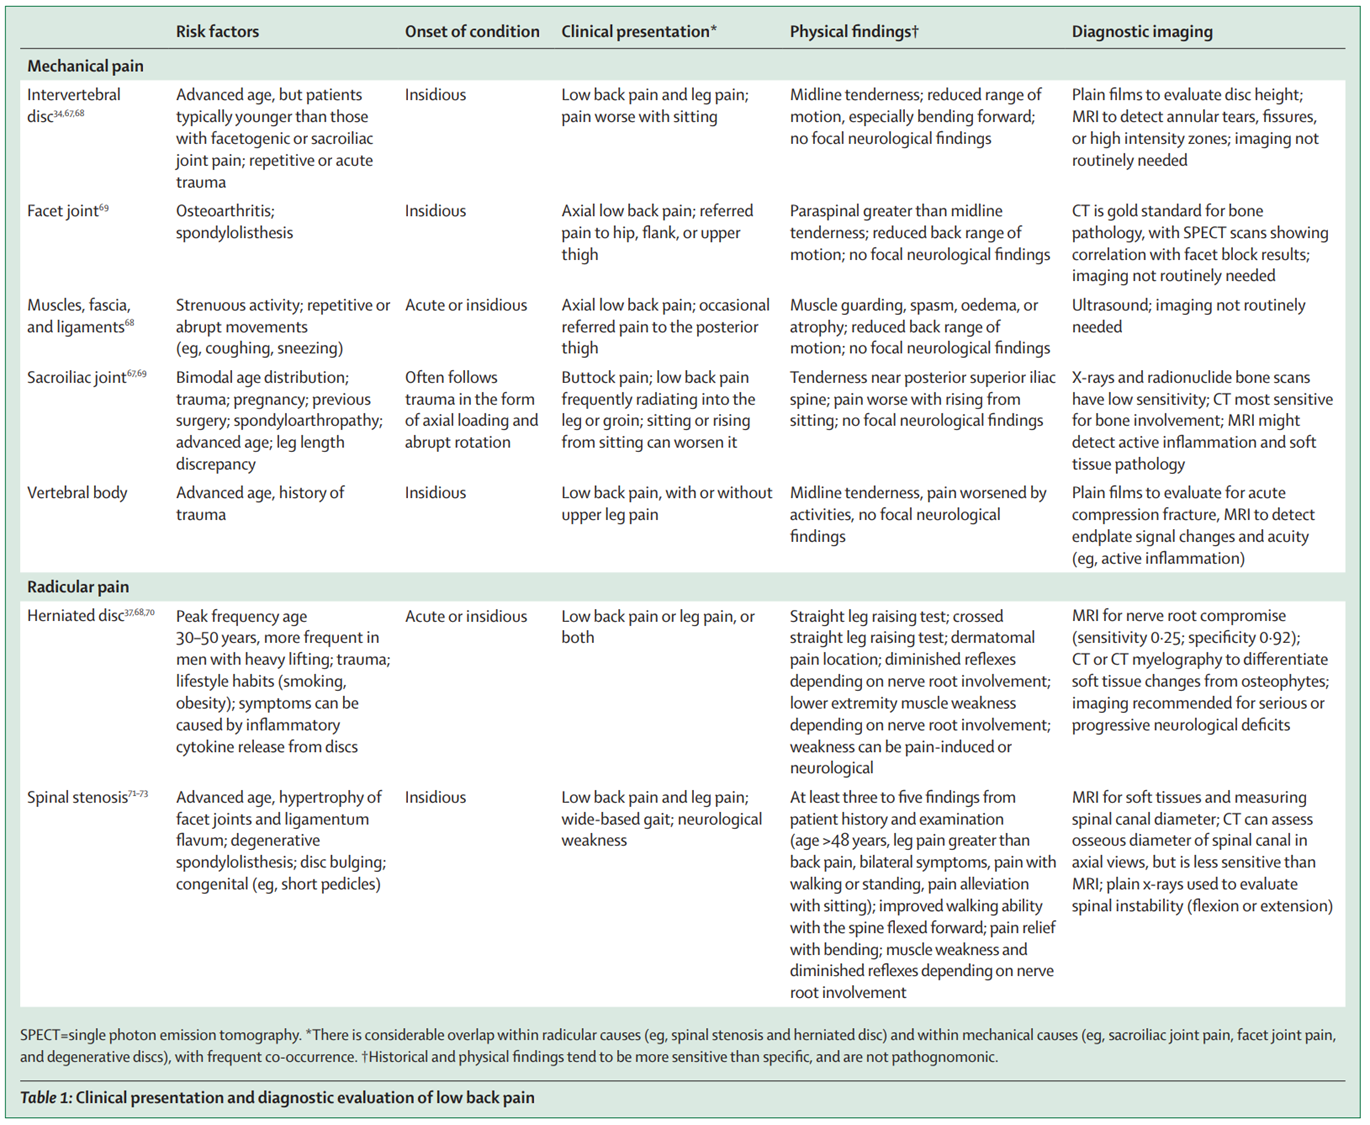 Risk factors Onset of condition Clinical presentation* Physical findings† Diagnostic imaging
Mechanical pain
Intervertebral
disc34,67,68
Advanced age, but patients
typically younger than those
with facetogenic or sacroiliac
joint pain; repetitive or acute
trauma
Insidious
Low back pain and leg pain;
pain worse with sitting
Midline tenderness; reduced range of
motion, especially bending forward;
no focal neurological findings
Plain films to evaluate disc height;
MRI to detect annular tears, fissures,
or high intensity zones; imaging not
routinely needed
Facet joint69
Osteoarthritis;
spondylolisthesis
Insidious
Axial low back pain; referred
pain to hip, flank, or upper
thigh
Paraspinal greater than midline
tenderness; reduced back range of
motion; no focal neurological findings
CT is gold standard for bone
pathology, with SPECT scans showing
correlation with facet block results;
imaging not routinely needed
Muscles, fascia,
and ligaments68
Strenuous activity; repetitive or
abrupt movements
(eg, coughing, sneezing)
Acute or insidious
Axial low back pain; occasional
referred pain to the posterior
thigh
Muscle guarding, spasm, oedema, or
atrophy; reduced back range of
motion; no focal neurological findings
Ultrasound; imaging not routinely
needed
Sacroiliac joint67,69
Bimodal age distribution;
trauma; pregnancy; previous
surgery; spondyloarthropathy;
advanced age; leg length
discrepancy
Often follows
trauma in the form
of axial loading and
abrupt rotation
Buttock pain; low back pain
frequently radiating into the
leg or groin; sitting or rising
from sitting can worsen it
Tenderness near posterior superior iliac
spine; pain worse with rising from
sitting; no focal neurological findings
X-rays and radionuclide bone scans
have low sensitivity; CT most sensitive
for bone involvement; MRI might
detect active inflammation and soft
tissue pathology
Vertebral body
Advanced age, history of
trauma
Insidious
Low back pain, with or without
upper leg pain
Midline tenderness, pain worsened by
activities, no focal neurological
findings
Plain films to evaluate for acute
compression fracture, MRI to detect
endplate signal changes and acuity
(eg, active inflammation)
Radicular pain
Herniated disc37,68,70
Peak frequency age
30–50 years, more frequent in
men with heavy lifting; trauma;
lifestyle habits (smoking,
obesity); symptoms can be
caused by inflammatory
cytokine release from discs
Acute or insidious
Low back pain or leg pain, or
both
Straight leg raising test; crossed
straight leg raising test; dermatomal
pain location; diminished reflexes
depending on nerve root involvement;
lower extremity muscle weakness
depending on nerve root involvement;
weakness can be pain-induced or
neurological
MRI for nerve root compromise
(sensitivity 0·25; specificity 0·92);
CT or CT myelography to differentiate
soft tissue changes from osteophytes;
imaging recommended for serious or
progressive neurological deficits
Spinal stenosis71–73
Advanced age, hypertrophy of
facet joints and ligamentum
flavum; degenerative
spondylolisthesis; disc bulging;
congenital (eg, short pedicles)
Insidious
Low back pain and leg pain;
wide-based gait; neurological
weakness
At least three to five findings from
patient history and examination
(age >48 years, leg pain greater than
back pain, bilateral symptoms, pain with
walking or standing, pain alleviation
with sitting); improved walking ability
with the spine flexed forward; pain relief
with bending; muscle weakness and
diminished reflexes depending on nerve
root involvement
MRI for soft tissues and measuring
spinal canal diameter; CT can assess
osseous diameter of spinal canal in
axial views, but is less sensitive than
MRI; plain x-rays used to evaluate
spinal instability (flexion or extension)
SPECT=single photon emission tomography. *There is considerable overlap within radicular causes (eg, spinal stenosis and herniated disc) and within mechanical causes (eg, sacroiliac joint pain, facet joint pain,
and degenerative discs), with frequent co-occurrence. †Historical and physical findings tend to be more sensitive than specific, and are not pathognomonic.
Table 1: Clinical presentation and diagnostic evaluation of low back pain